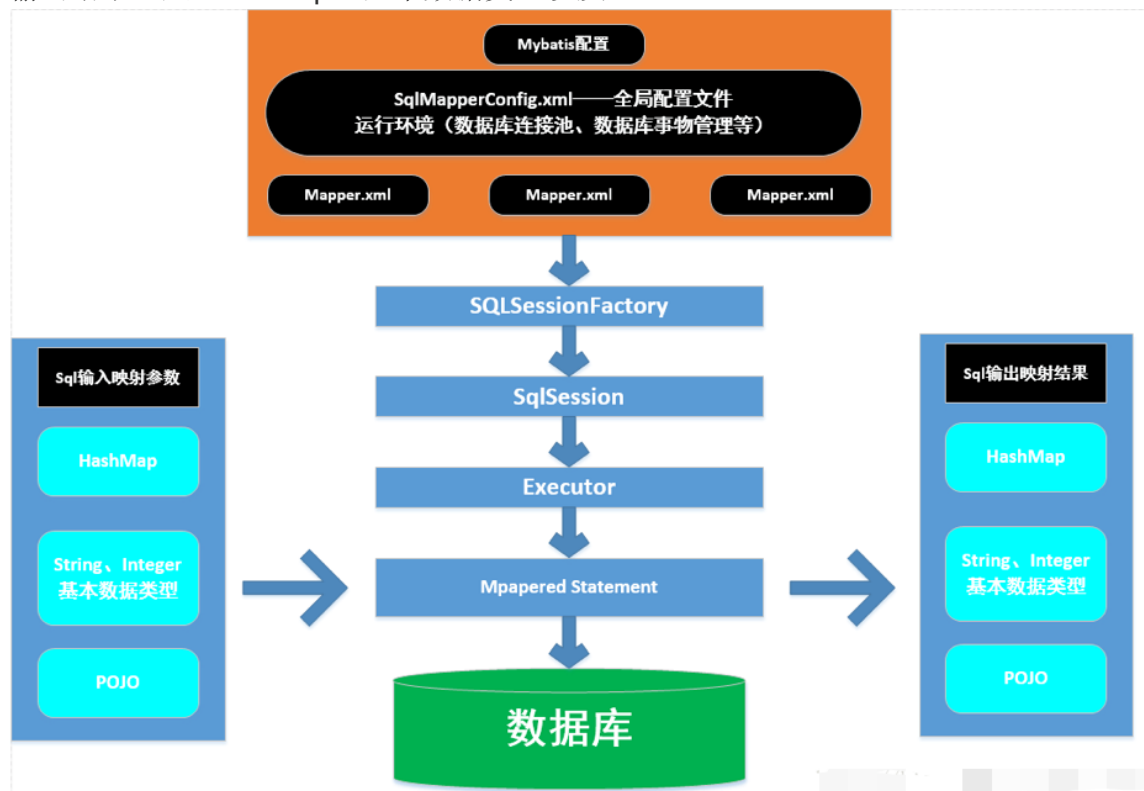 Mybatis配置
SqlMapperConfig.xml——全局配置文件
运行环境（数据库连接池、数据库事物管理等）
Mapper.xml
Mapper.xml
Mapper.xml
SQLSessionFactory
SqlSession
Executor
Mpapered Statement
数据库
Sql输入映射参数
HashMap
String、Integer
基本数据类型
POJO
Sql输出映射结果
HashMap
String、Integer
基本数据类型
POJO